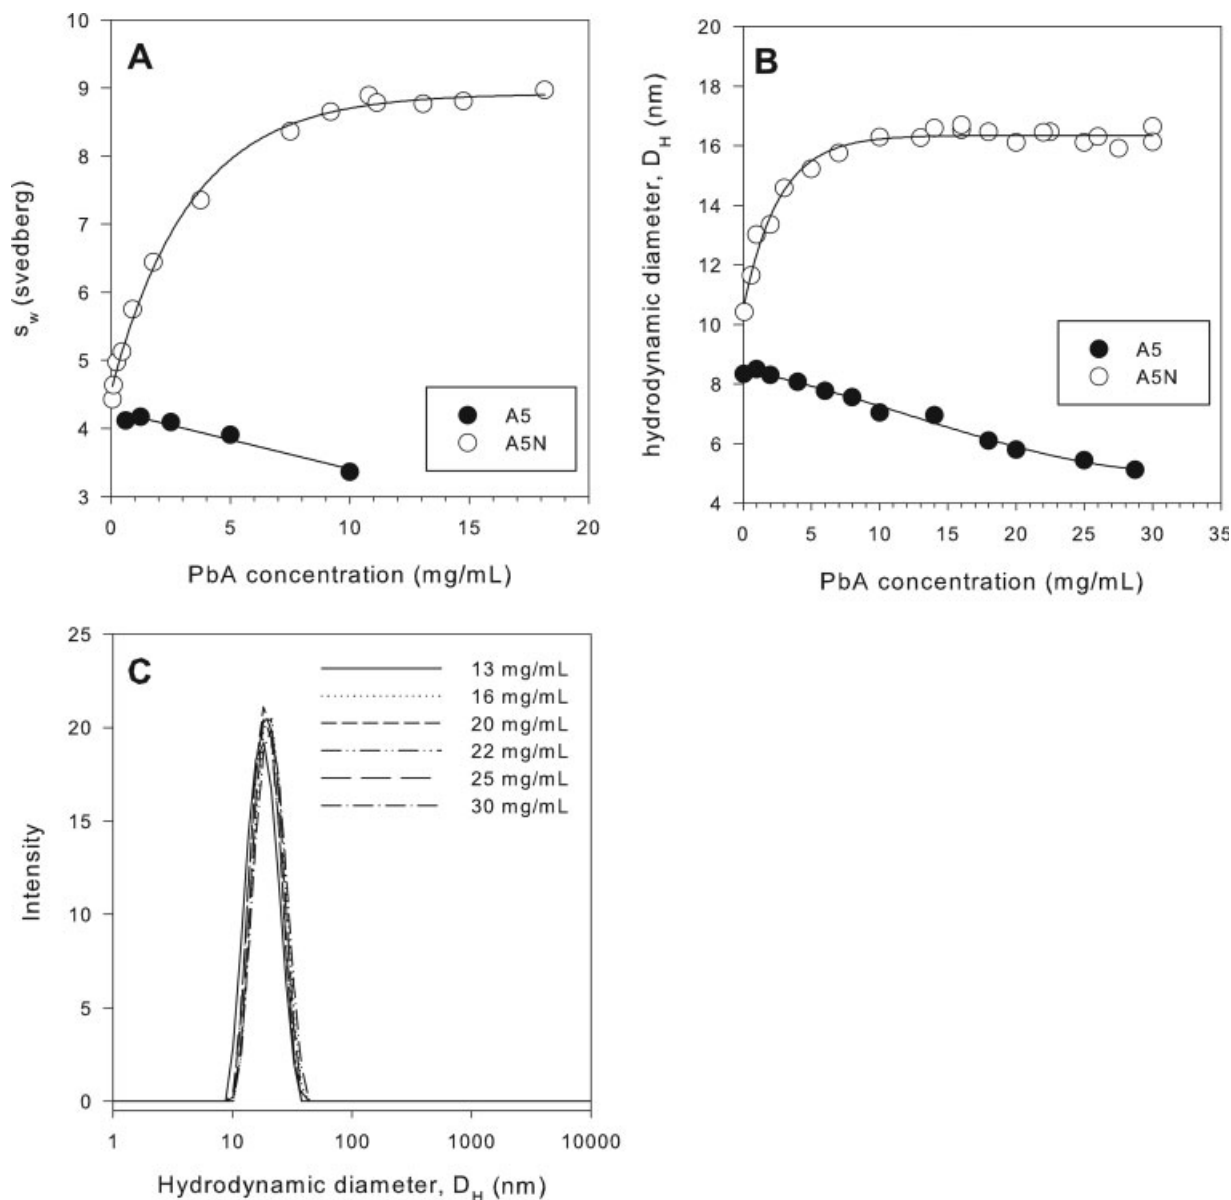 A
10
9
8
7
6
5
4
3
s_w (svedberg)
A5
A5N
0 5 10 15 20
PbA concentration (mg/mL)
B
20
18
16
14
12
10
8
6
4
hydrodynamic diameter, D_H (nm)
A5
A5N
0 5 10 15 20 25 30 35
PbA concentration (mg/mL)
C
25
20
15
10
5
0
Intensity
13 mg/mL
16 mg/mL
20 mg/mL
22 mg/mL
25 mg/mL
30 mg/mL
1 10 100 1000 10000
Hydrodynamic diameter, D_H (nm)